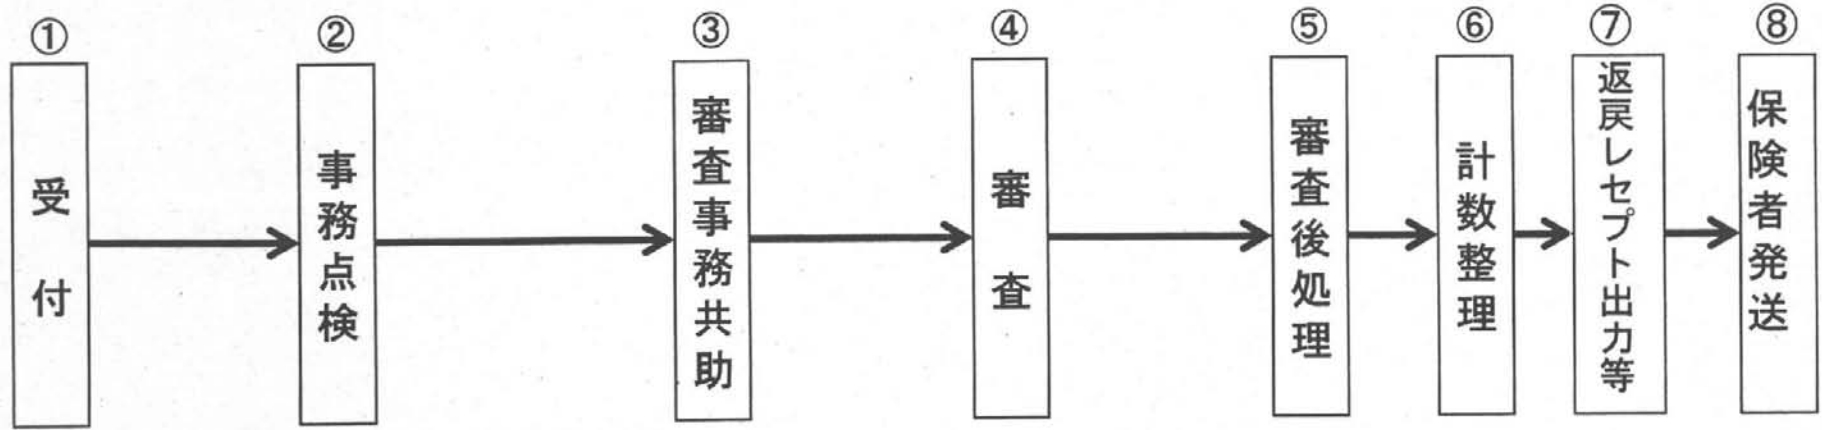 ①
受付
②
事務点検
③
審査事務共助
④
審査
⑤
審査後処理
⑥
計数整理
⑦
返戻レセプト出力等
⑧
保険者発送